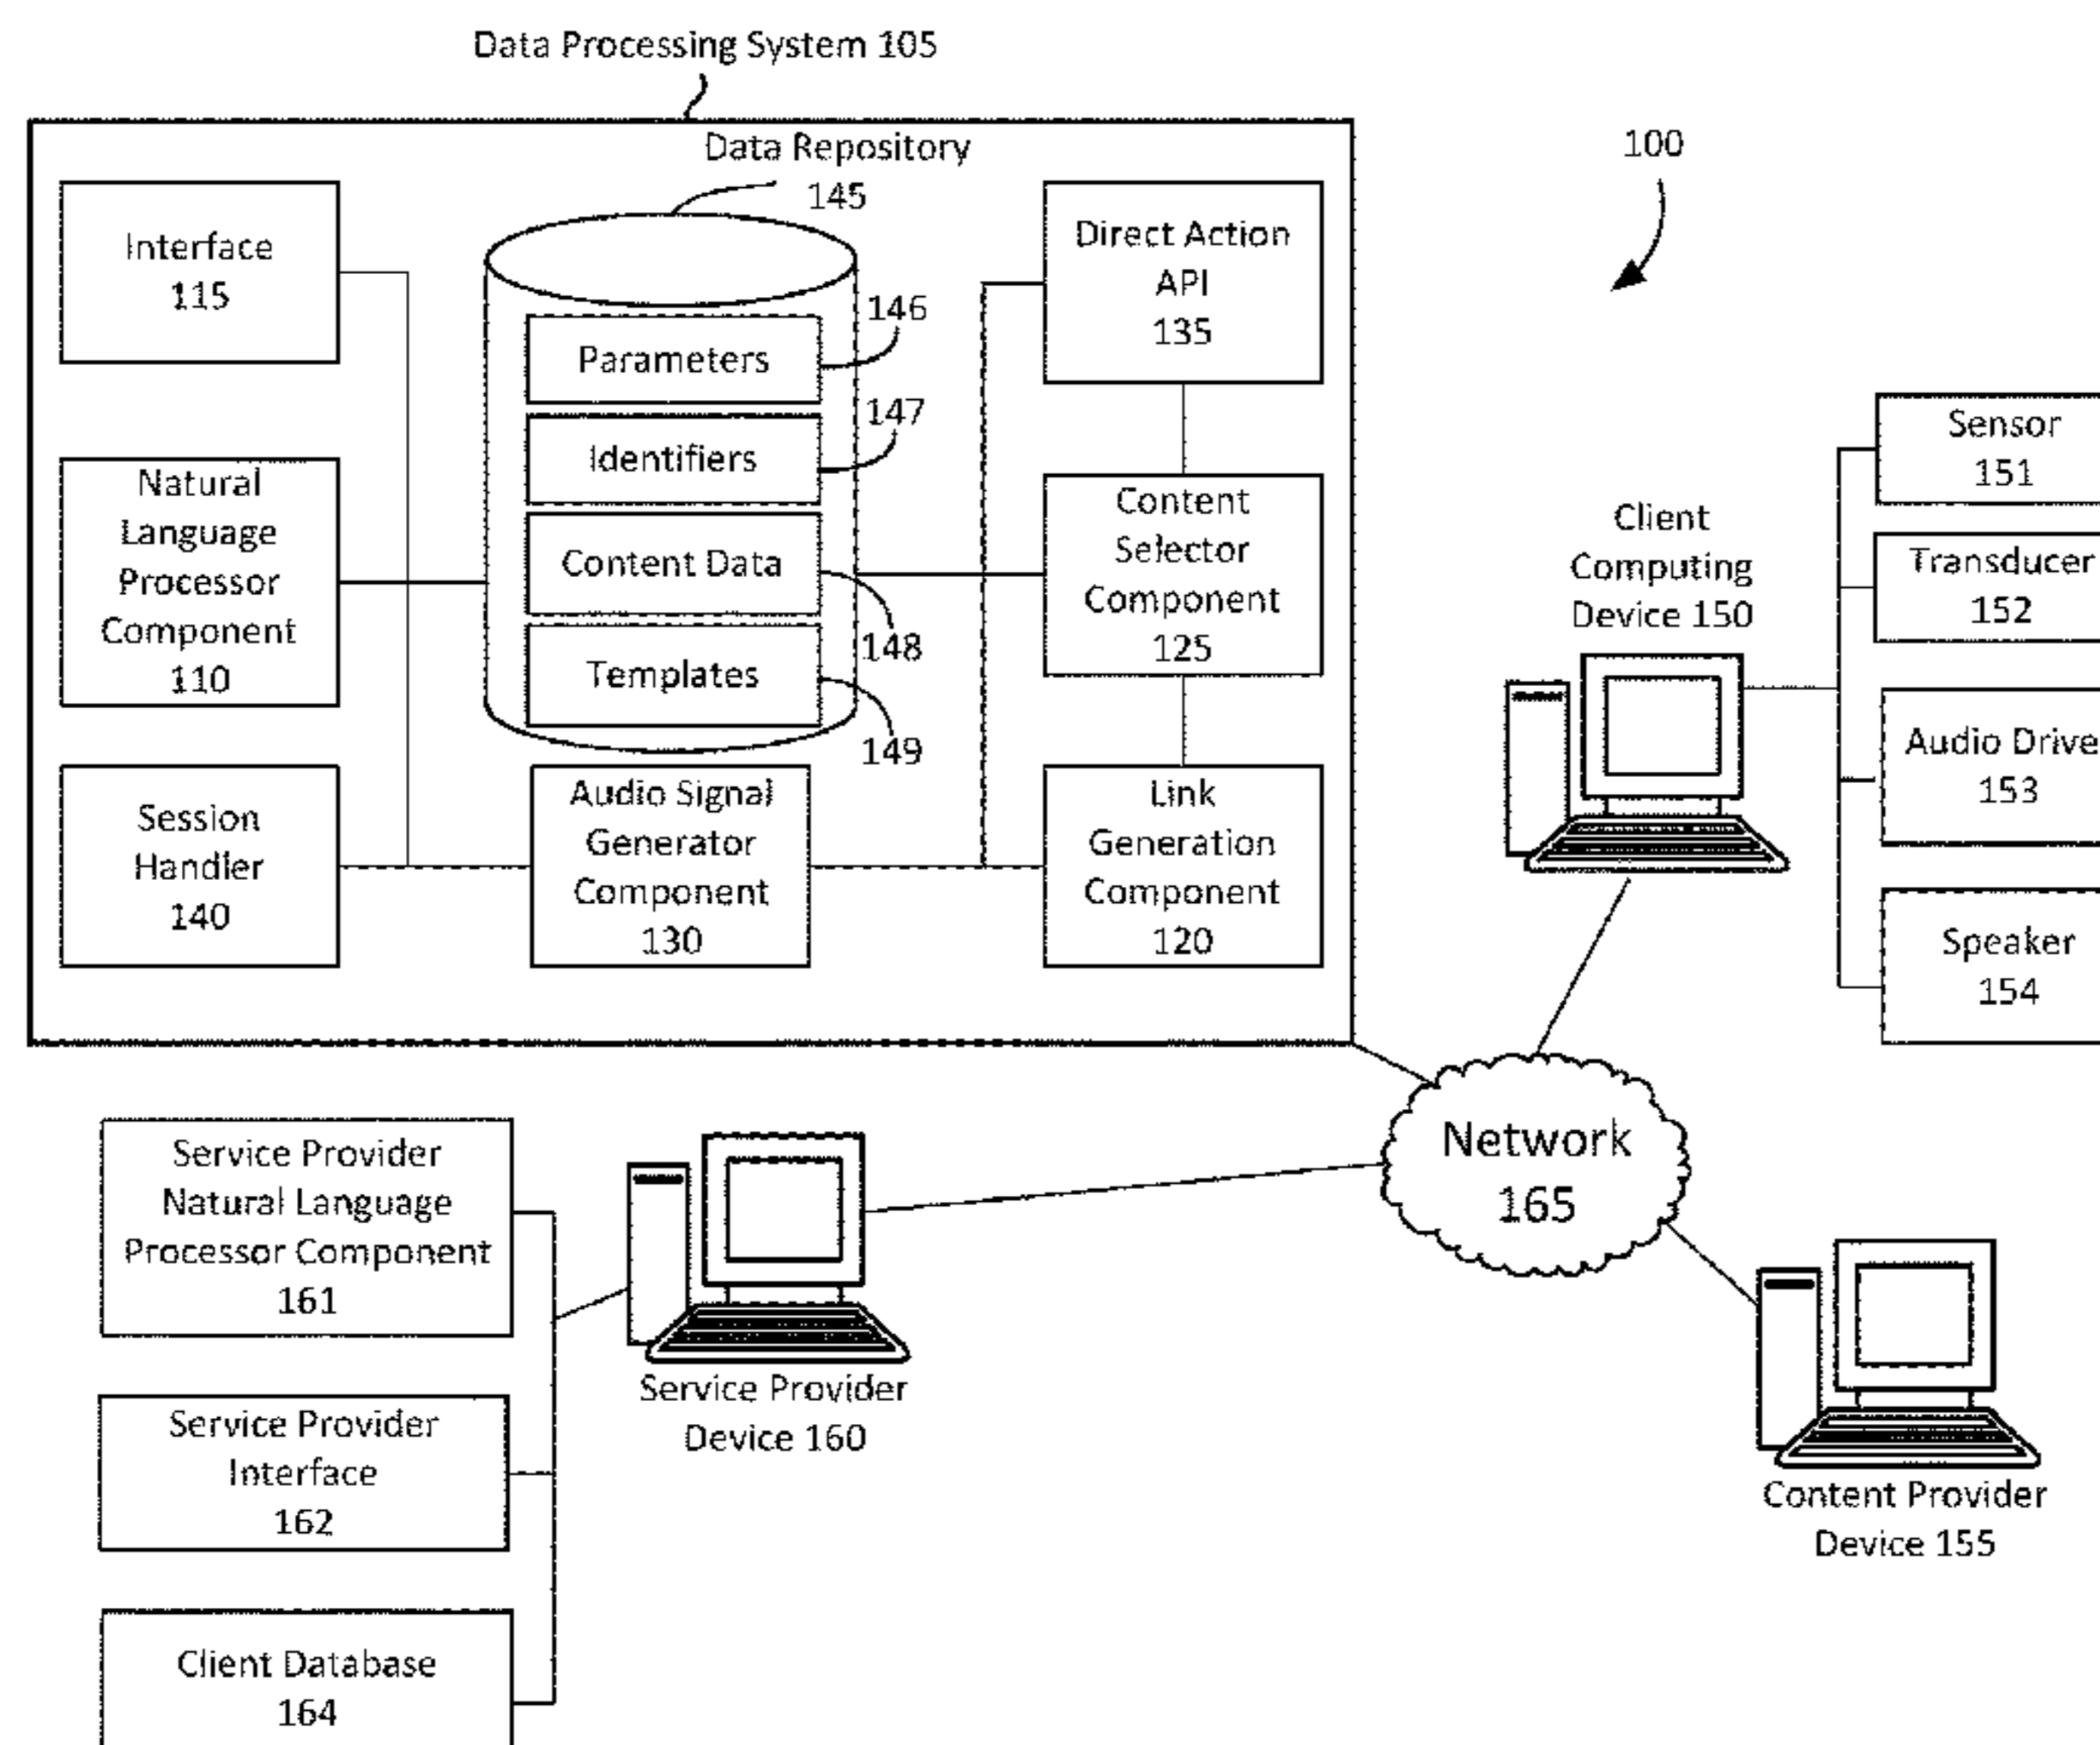 Data Processing System 105
Data Repository
145
100
Interface
115
Direct Action
API
135
146
Parameters
147
Identifiers
Content Data
148
Templates
149
Natural
Language
Processor
Component
110
Content
Selector
Component
125
Session
Handler
140
Audio Signal
Generator
Component
130
Link
Generation
Component
120
Client
Computing
Device 150
Sensor
151
Transducer
152
Audio Drive
153
Speaker
154
Network
165
Service Provider
Natural Language
Processor Component
161
Service Provider
Interface
162
Client Database
164
Service Provider
Device 160
Content Provider
Device 155